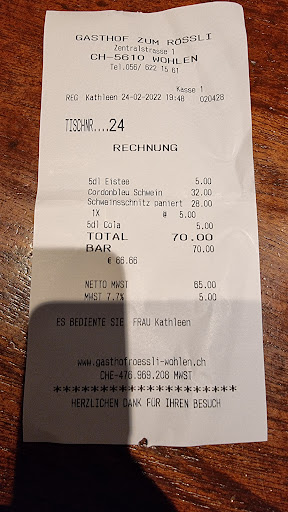 GASTHOF ZUM RÖSSLI
Zentralstrasse 1
CH-5610 WOHLEN
Tel.056/ 622 15 61
Kasse 1
REG Kathleen 24-02-2022 19:48 020428
TISCHNR....24
RECHNUNG
5dl Eistee 5.00
Cordonbleu Schwein 32.00
Schweinsschnitz paniert 28.00
1X # 5.00
5dl Cola 5.00
TOTAL 70.00
BAR 70.00
€ 66.66
NETTO MWST 65.00
MWST 7.7% 5.00
ES BEDIENTE SIE: FRAU Kathleen
www.gasthofroessli-wohlen.ch
CHE-476.969.208 MWST
*********************
HERZLICHEN DANK FÜR IHREN BESUCH